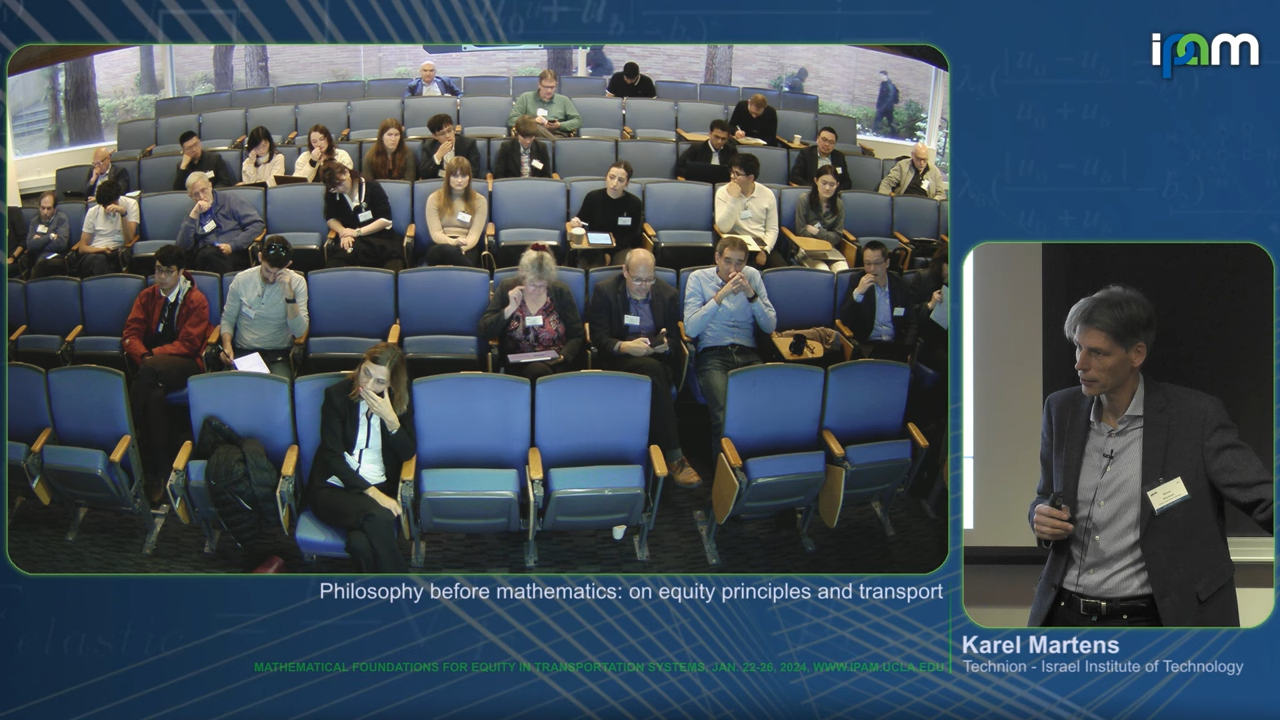 ipam
Philosophy before mathematics: on equity principles and transport
Karel Martens
Technion - Israel Institute of Technology
MATHEMATICAL FOUNDATIONS FOR EQUITY IN TRANSPORTATION SYSTEMS, JAN. 22-26, 2024, WWW.IPAM.UCLA.EDU
elastic